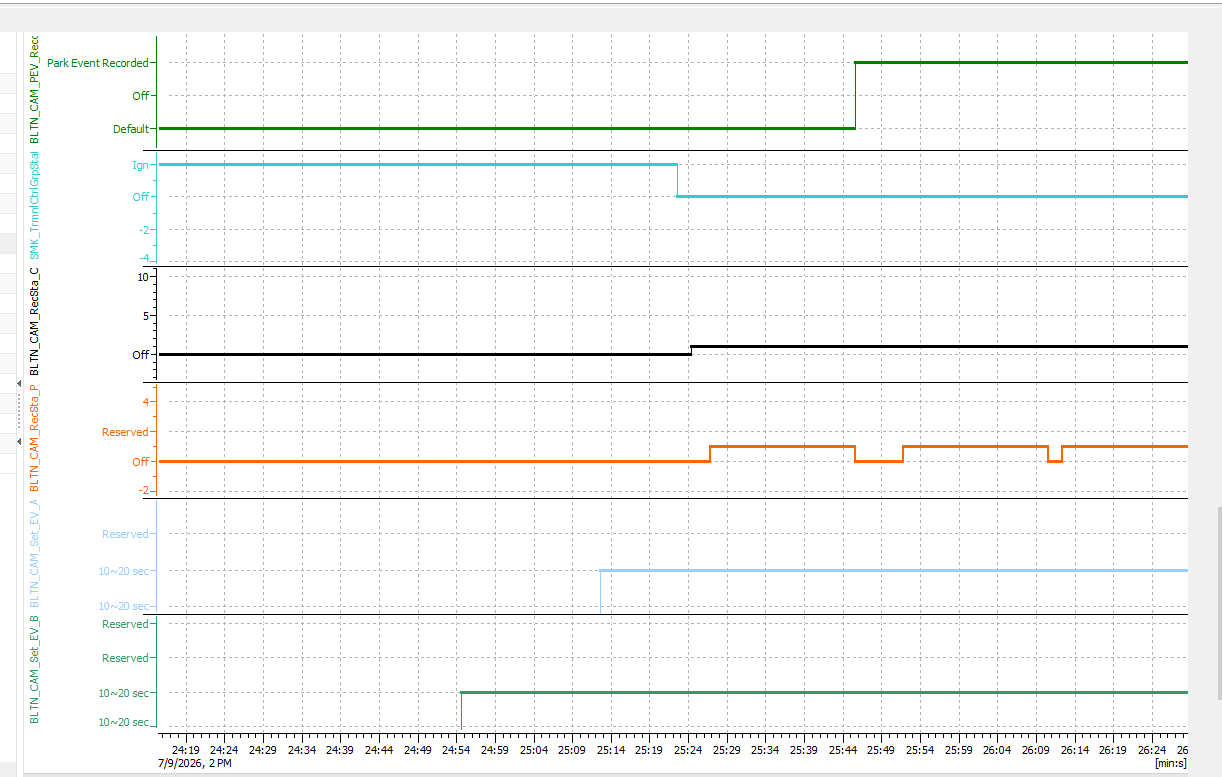 BLTN_CAM_PEV_Rec
Park Event Recorded
Off
Default
SMK_TrmnlCtrlGrpStaI
Ign
Off
-2
-4
BLTN_CAM_RecSta_C
10
5
Off
BLTN_CAM_RecSta_P
4
Reserved
Off
-2
BLTN_CAM_Set_EV_A
Reserved
10~20 sec
10~20 sec
BLTN_CAM_Set_EV_B
Reserved
Reserved
10~20 sec
10~20 sec
24:19 24:24 24:29 24:34 24:39 24:44 24:49 24:54 24:59 25:04 25:09 25:14 25:19 25:24 25:29 25:34 25:39 25:44 25:49 25:54 25:59 26:04 26:09 26:14 26:19 26:24 26
7/9/2026, 2 PM [min:s]